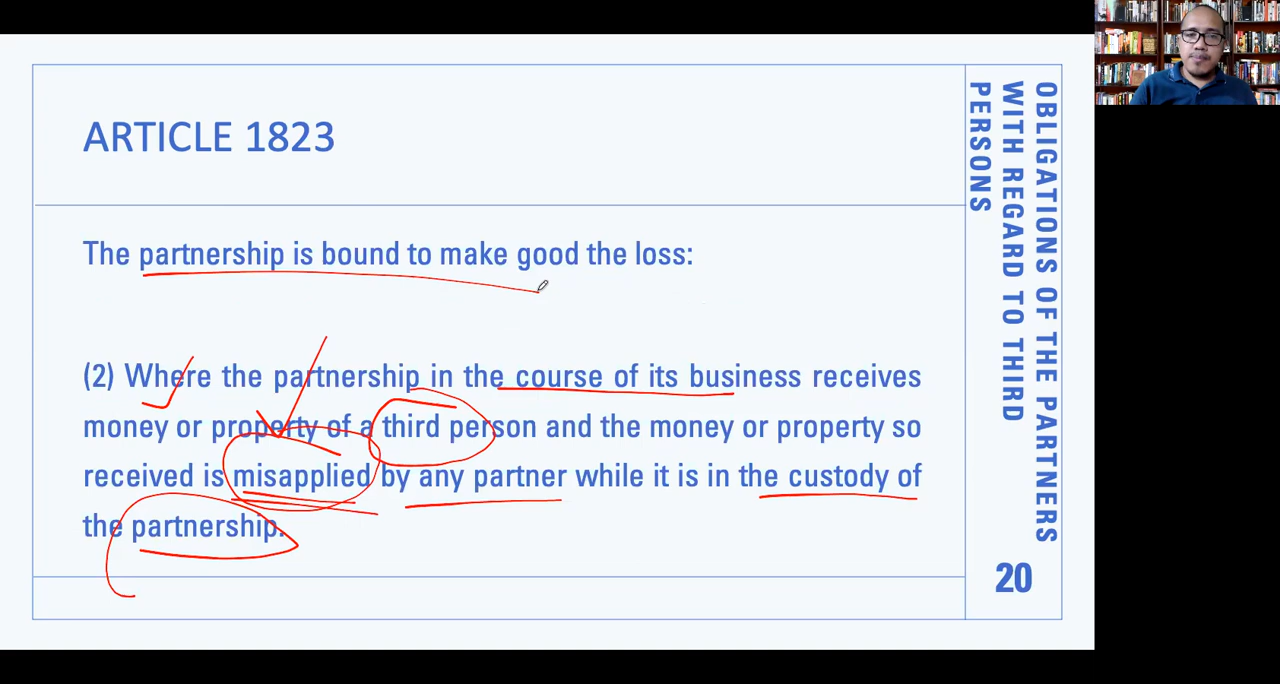 ARTICLE 1823
The partnership is bound to make good the loss:
(2) Where the partnership in the course of its business receives
money or property of a third person and the money or property so
received is misapplied by any partner while it is in the custody of
the partnership.
OBLIGATIONS OF THE PARTNERS
WITH REGARD TO THIRD
PERSONS
20